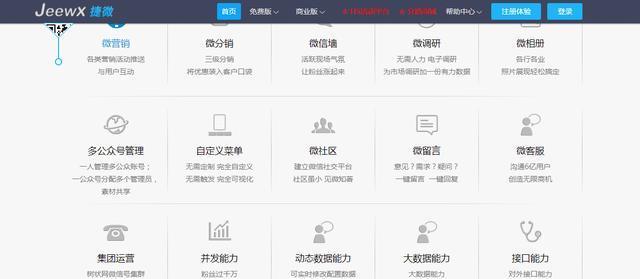 JEEWX 捷微
首页 免费版 商业版 帮助中心 注册体验 登录
微营销 微分销 微信墙 微调研 微相册
各类营销活动推送 三级分销 活跃现场气氛 无需人力 电子调研 各行各业
与用户互动 将优惠装入客户口袋 让粉丝涨起来 为市场调研加一份有力数据 照片展现轻松搞定
多公众号管理 自定义菜单 微社区 微留言 微客服
一人管理多公众账号； 无需定制 完全自定义 建立微信社交平台 意见？需求？疑问？ 沟通6亿用户
一公众号分配多个管理员， 无需触发 完全可视化 社区虽小 见微知著 一键留言 一键回复 创造无限商机
素材共享
集团运营 并发能力 动态数据能力 大数据能力 接口能力
树状网微信号集群 粉丝过千万 可实时修改配置数据 大数据能力 对外接口能力